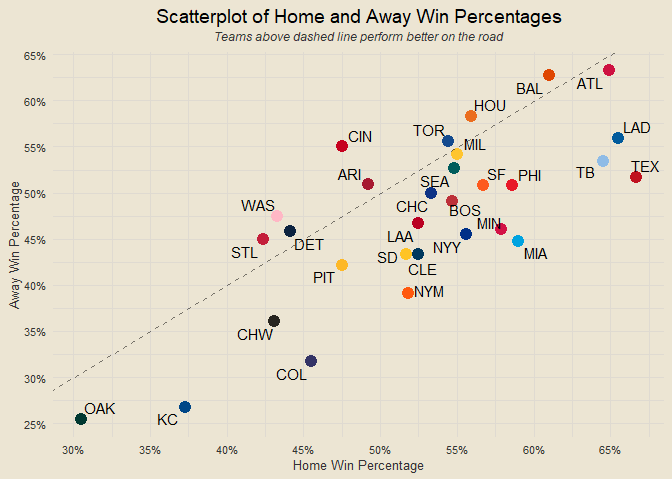 Scatterplot of Home and Away Win Percentages
Teams above dashed line perform better on the road
65%
BAL
ATL
60%
HOU
TOR
LAD
CIN
MIL
55%
ARI
SEA
SF
PHI
TB
TEX
50%
WAS
CHC
BOS
STL
DET
LAA
NYY
MIN
MIA
45%
PIT
SD
CLE
40%
NYM
CHW
35%
COL
30%
OAK
KC
25%
30%
35%
40%
45%
50%
55%
60%
65%
Home Win Percentage
Away Win Percentage